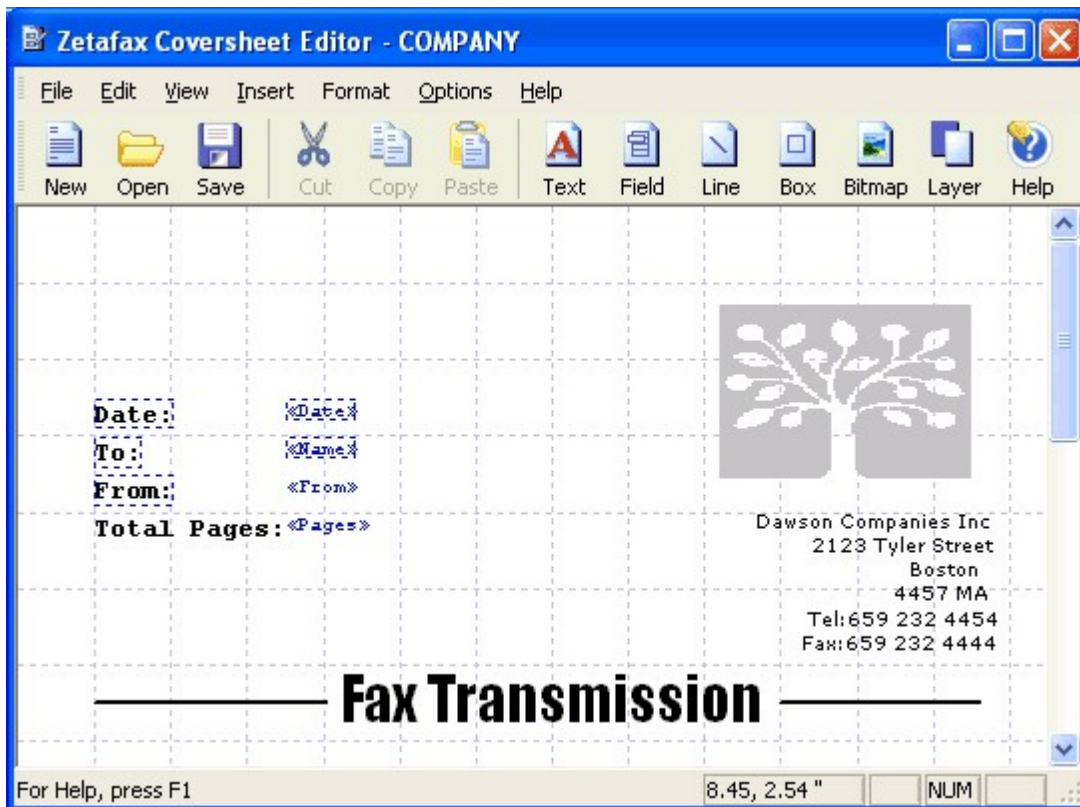 Zetafax Coversheet Editor - COMPANY
File Edit View Insert Format Options Help
New Open Save Cut Copy Paste Text Field Line Box Bitmap Layer Help
Date: «Date»
To: «Name»
From: «From»
Total Pages: «Pages»
Dawson Companies Inc
2123 Tyler Street
Boston
4457 MA
Tel:659 232 4454
Fax:659 232 4444
Fax Transmission
For Help, press F1 8.45, 2.54 " NUM